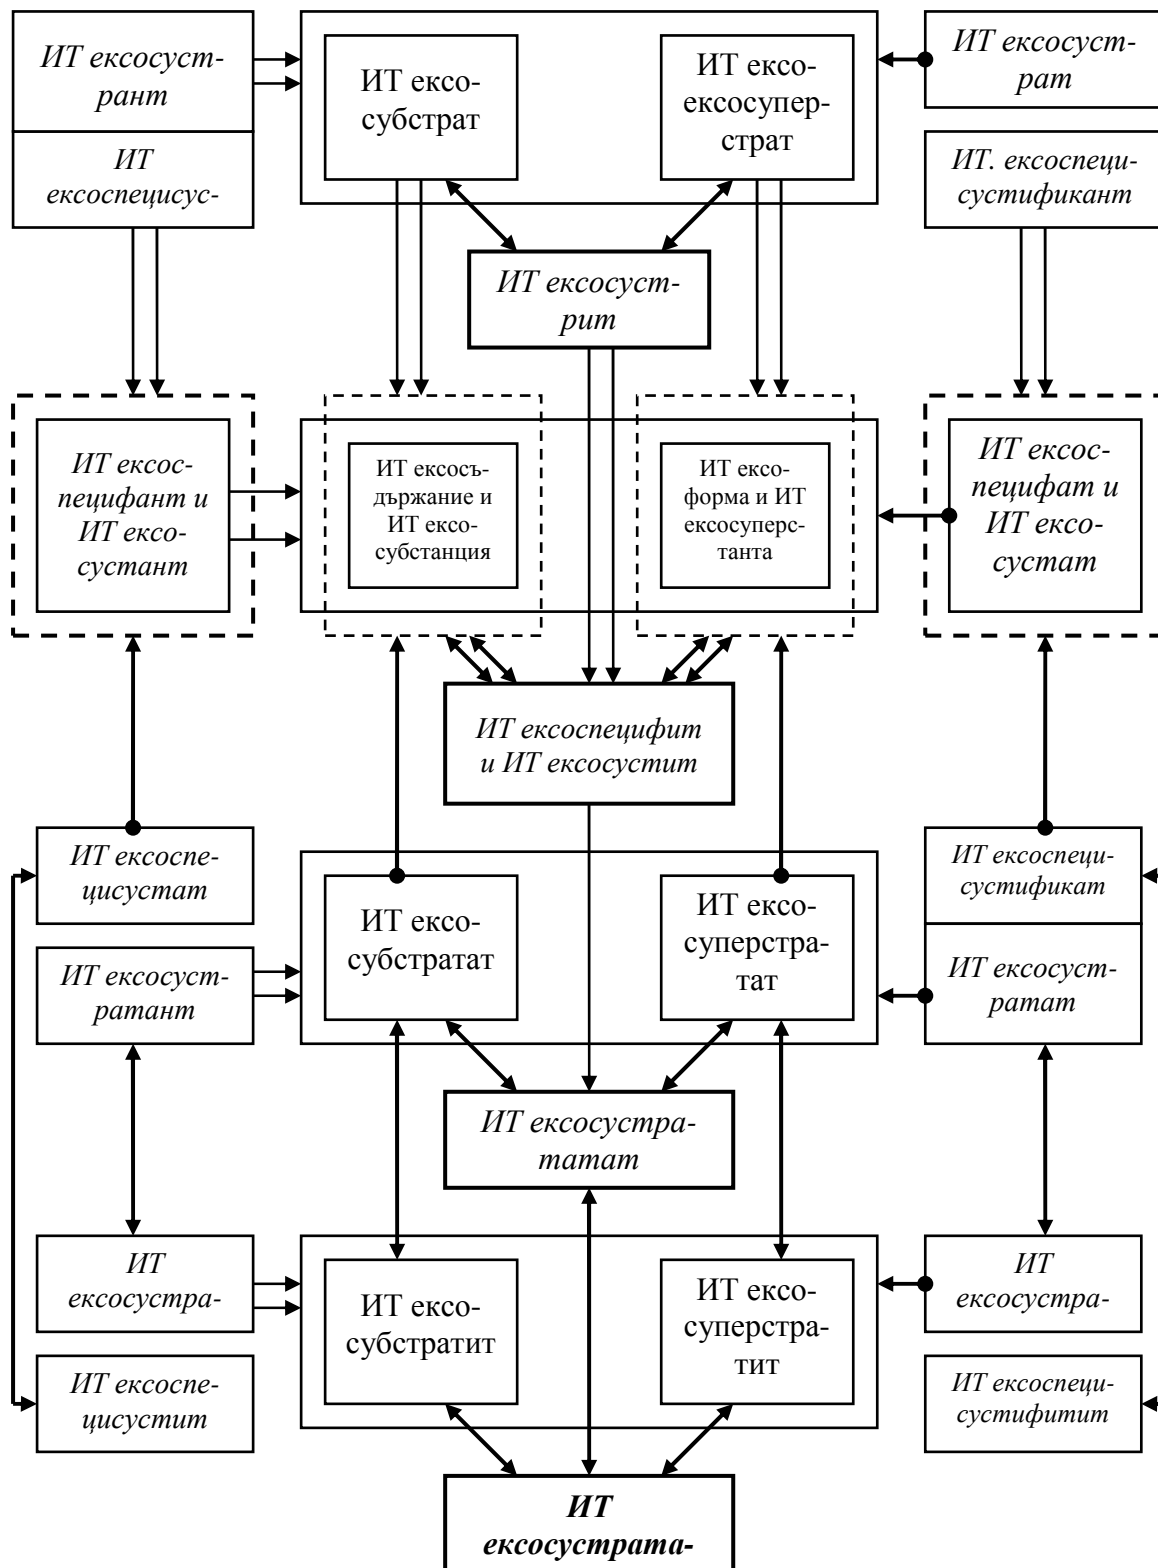 ИТ ексосуст-
рант
ИТ ексо-
субстрат
ИТ ексо-
ексосупер-
страт
ИТ ексосуст-
рат
ИТ
ексоспецисус-
ИТ. ексоспеци-
сустификант
ИТ ексосуст-
рит
ИТ ексос-
пецифант и
ИТ ексо-
сустант
ИТ ексосъ-
държание и
ИТ ексо-
субстанция
ИТ ексо-
форма и ИТ
ексосуперс-
танта
ИТ ексос-
пецифат и
ИТ ексо-
сустат
ИТ ексоспецифит
и ИТ ексосустит
ИТ ексоспе-
цисустат
ИТ ексо-
субстратат
ИТ ексо-
суперстра-
тат
ИТ ексоспеци-
сустификат
ИТ ексосуст-
ратант
ИТ ексосуст-
ратат
ИТ ексосустра-
татат
ИТ
ексосустра-
ИТ ексо-
субстратит
ИТ ексо-
суперстра-
тит
ИТ
ексосустра-
ИТ ексоспе-
цисустит
ИТ ексоспеци-
сустифитит
ИТ
ексосустрата-